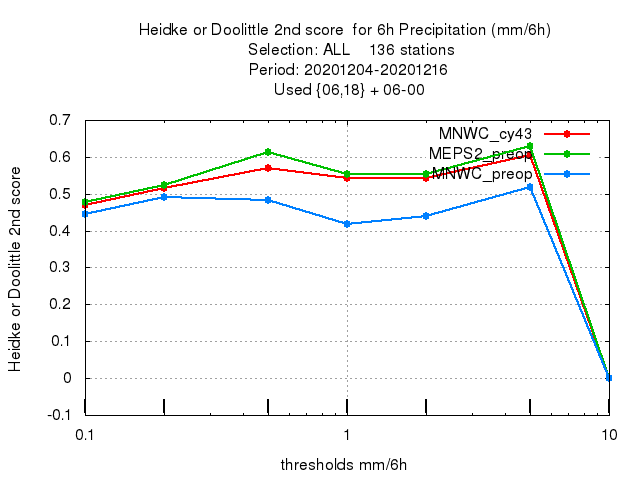 Heidke or Doolittle 2nd score  for 6h Precipitation (mm/6h)
Selection: ALL    136 stations
Period: 20201204-20201216
Used {06,18} + 06-00
Heidke or Doolittle 2nd score
0.7
0.6
0.5
0.4
0.3
0.2
0.1
0
-0.1
MNWC_cy43
MEPS2_preop
MNWC_preop
0.1
1
10
thresholds mm/6h